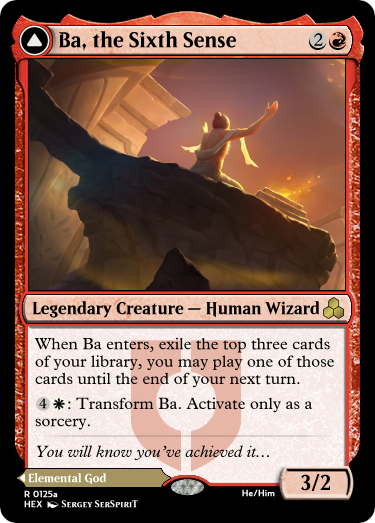 Ba, the Sixth Sense 2
Legendary Creature — Human Wizard
When Ba enters, exile the top three cards
of your library, you may play one of those
cards until the end of your next turn.
4 : Transform Ba. Activate only as a
sorcery.
You will know you've achieved it…
Elemental God
3/2
R 0125a
He/Him
HEX Sergey SerSpiriT